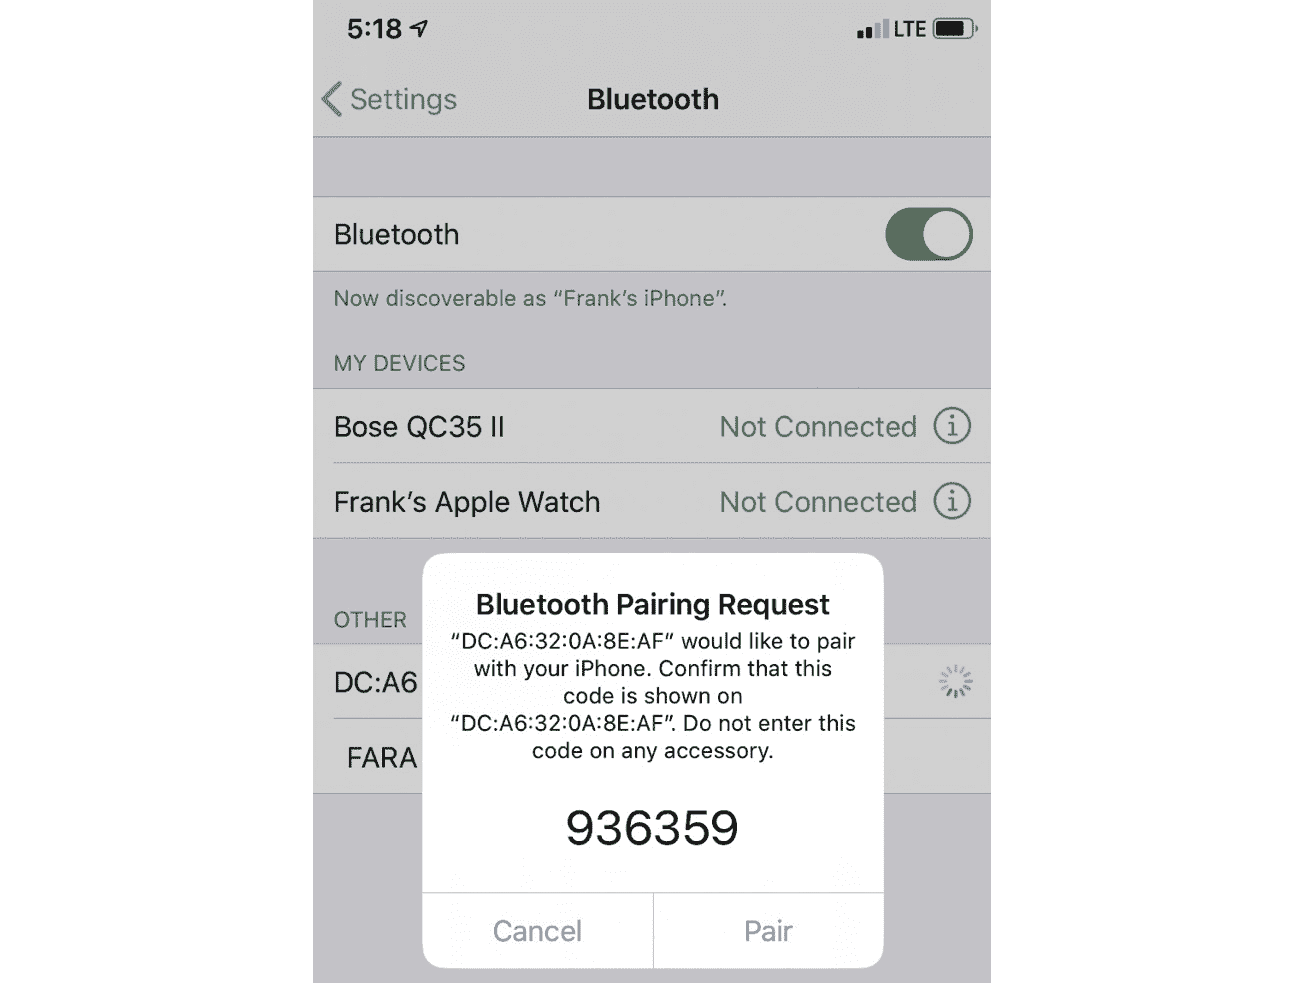 5:18 LTE
Settings Bluetooth
Bluetooth
Now discoverable as “Frank’s iPhone”.
MY DEVICES
Bose QC35 II Not Connected
Frank’s Apple Watch Not Connected
OTHER
DC:A6
FARA
Bluetooth Pairing Request
“DC:A6:32:0A:8E:AF” would like to pair
with your iPhone. Confirm that this
code is shown on
“DC:A6:32:0A:8E:AF”. Do not enter this
code on any accessory.
936359
Cancel Pair